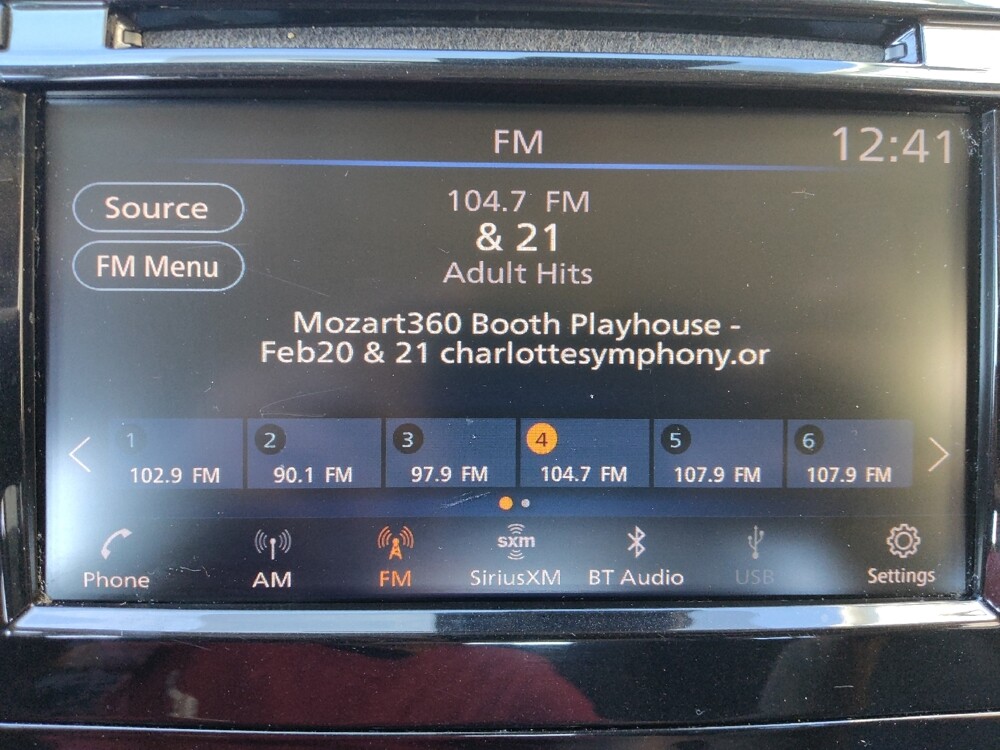 FM 12:41
Source
FM Menu
104.7 FM
& 21
Adult Hits
Mozart360 Booth Playhouse -
Feb20 & 21 charlottesymphony.or
1 2 3 4 5 6
102.9 FM 90.1 FM 97.9 FM 104.7 FM 107.9 FM 107.9 FM
sxm
Phone AM FM SiriusXM BT Audio USB Settings